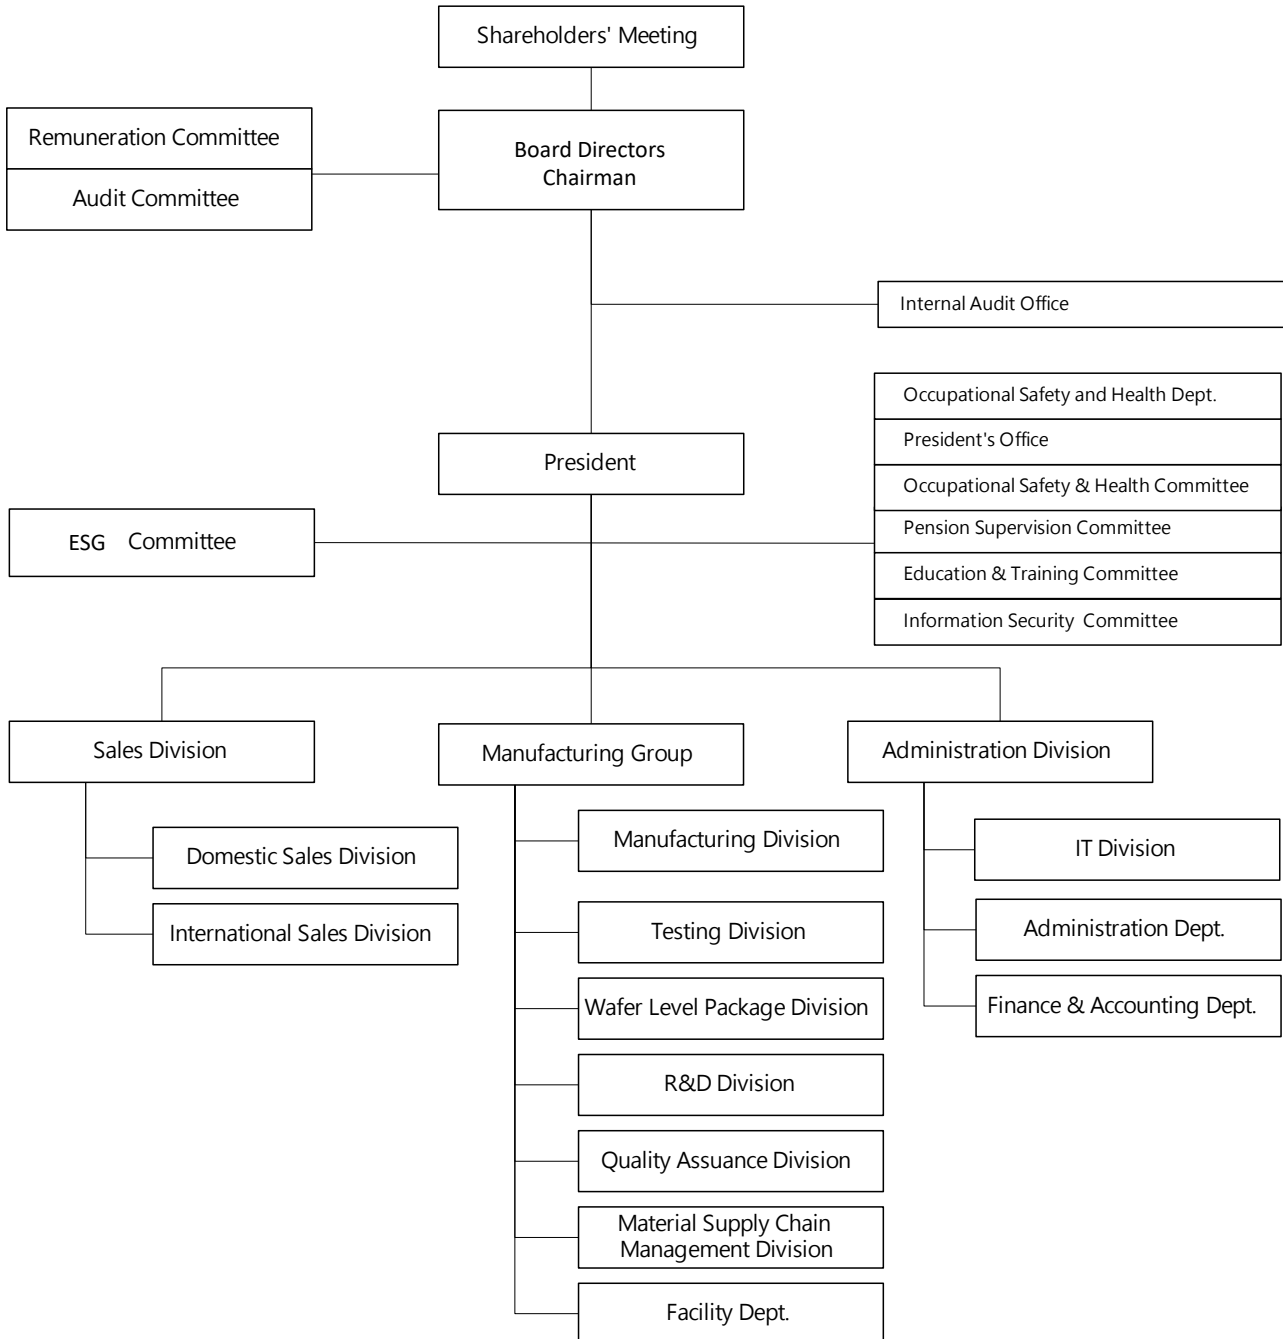 Shareholders' Meeting
Remuneration Committee
Audit Committee
Board Directors
Chairman
Internal Audit Office
Occupational Safety and Health Dept.
President's Office
Occupational Safety & Health Committee
Pension Supervision Committee
Education & Training Committee
Information Security Committee
President
ESG Committee
Sales Division
Manufacturing Group
Administration Division
Domestic Sales Division
International Sales Division
Manufacturing Division
Testing Division
Wafer Level Package Division
R&D Division
Quality Assuance Division
Material Supply Chain
Management Division
Facility Dept.
IT Division
Administration Dept.
Finance & Accounting Dept.